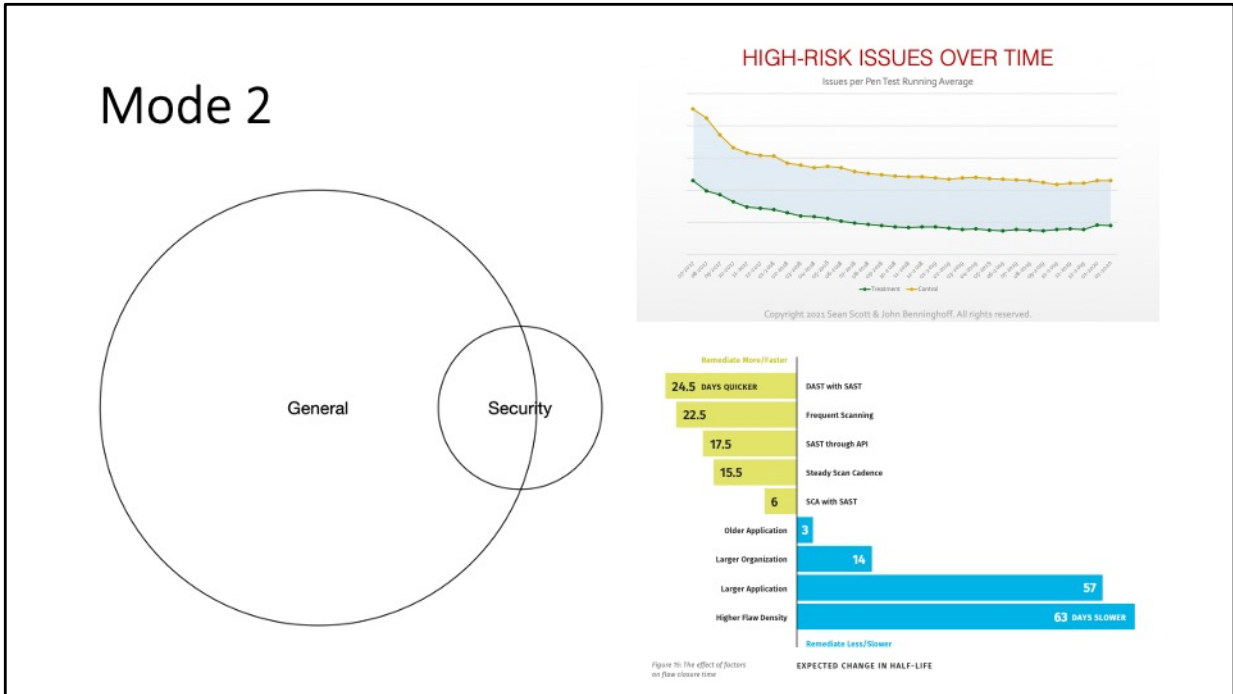 Mode 2
General
Security
HIGH-RISK ISSUES OVER TIME
Issues per Pen Test Running Average
Treatment
Control
Copyright 2021 Sean Scott & John Benninghoff. All rights reserved.
Remediate More/Faster
24.5 DAYS QUICKER
DAST with SAST
22.5
Frequent Scanning
17.5
SAST through API
15.5
Steady Scan Cadence
6
SCA with SAST
Older Application
3
Larger Organization
14
Larger Application
57
Higher Flaw Density
63 DAYS SLOWER
Remediate Less/Slower
Figure 15: The effect of factors
on flaw closure time
EXPECTED CHANGE IN HALF-LIFE